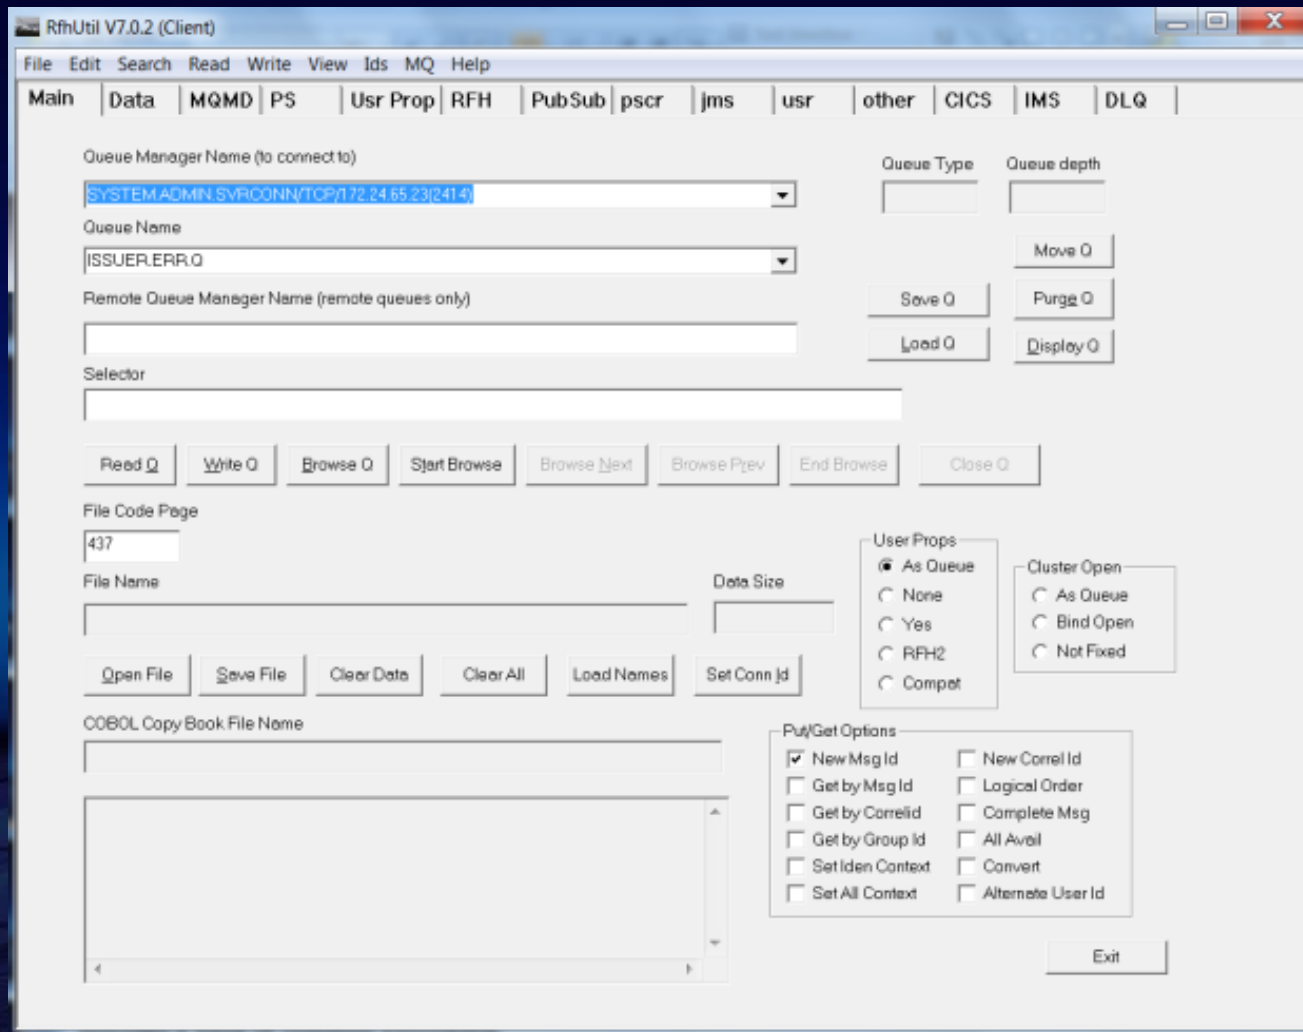 RfhUtil V7.0.2 (Client)
File Edit Search Read Write View Ids MQ Help
Main Data MQMD PS Usr Prop RFH PubSub pscr jms usr other CICS IMS DLQ
Queue Manager Name (to connect to)
Queue Type Queue depth
SYSTEM.ADMIN.SVRCONN/TCP/172.24.65.23(2414)
Queue Name
ISSUER.ERR.Q
Move Q
Remote Queue Manager Name (remote queues only)
Save Q Purge Q
Load Q Display Q
Selector
Read Q Write Q Browse Q Start Browse Browse Next Browse Prev End Browse Close Q
File Code Page
437
User Props
As Queue
None
Yes
RFH2
Compat
Cluster Open
As Queue
Bind Open
Not Fixed
File Name Data Size
Open File Save File Clear Data Clear All Load Names Set Conn Id
COBOL Copy Book File Name
Put/Get Options
New Msg Id New Correl Id
Get by Msg Id Logical Order
Get by Correlid Complete Msg
Get by Group Id All Avail
Set Iden Context Convert
Set All Context Alternate User Id
Exit